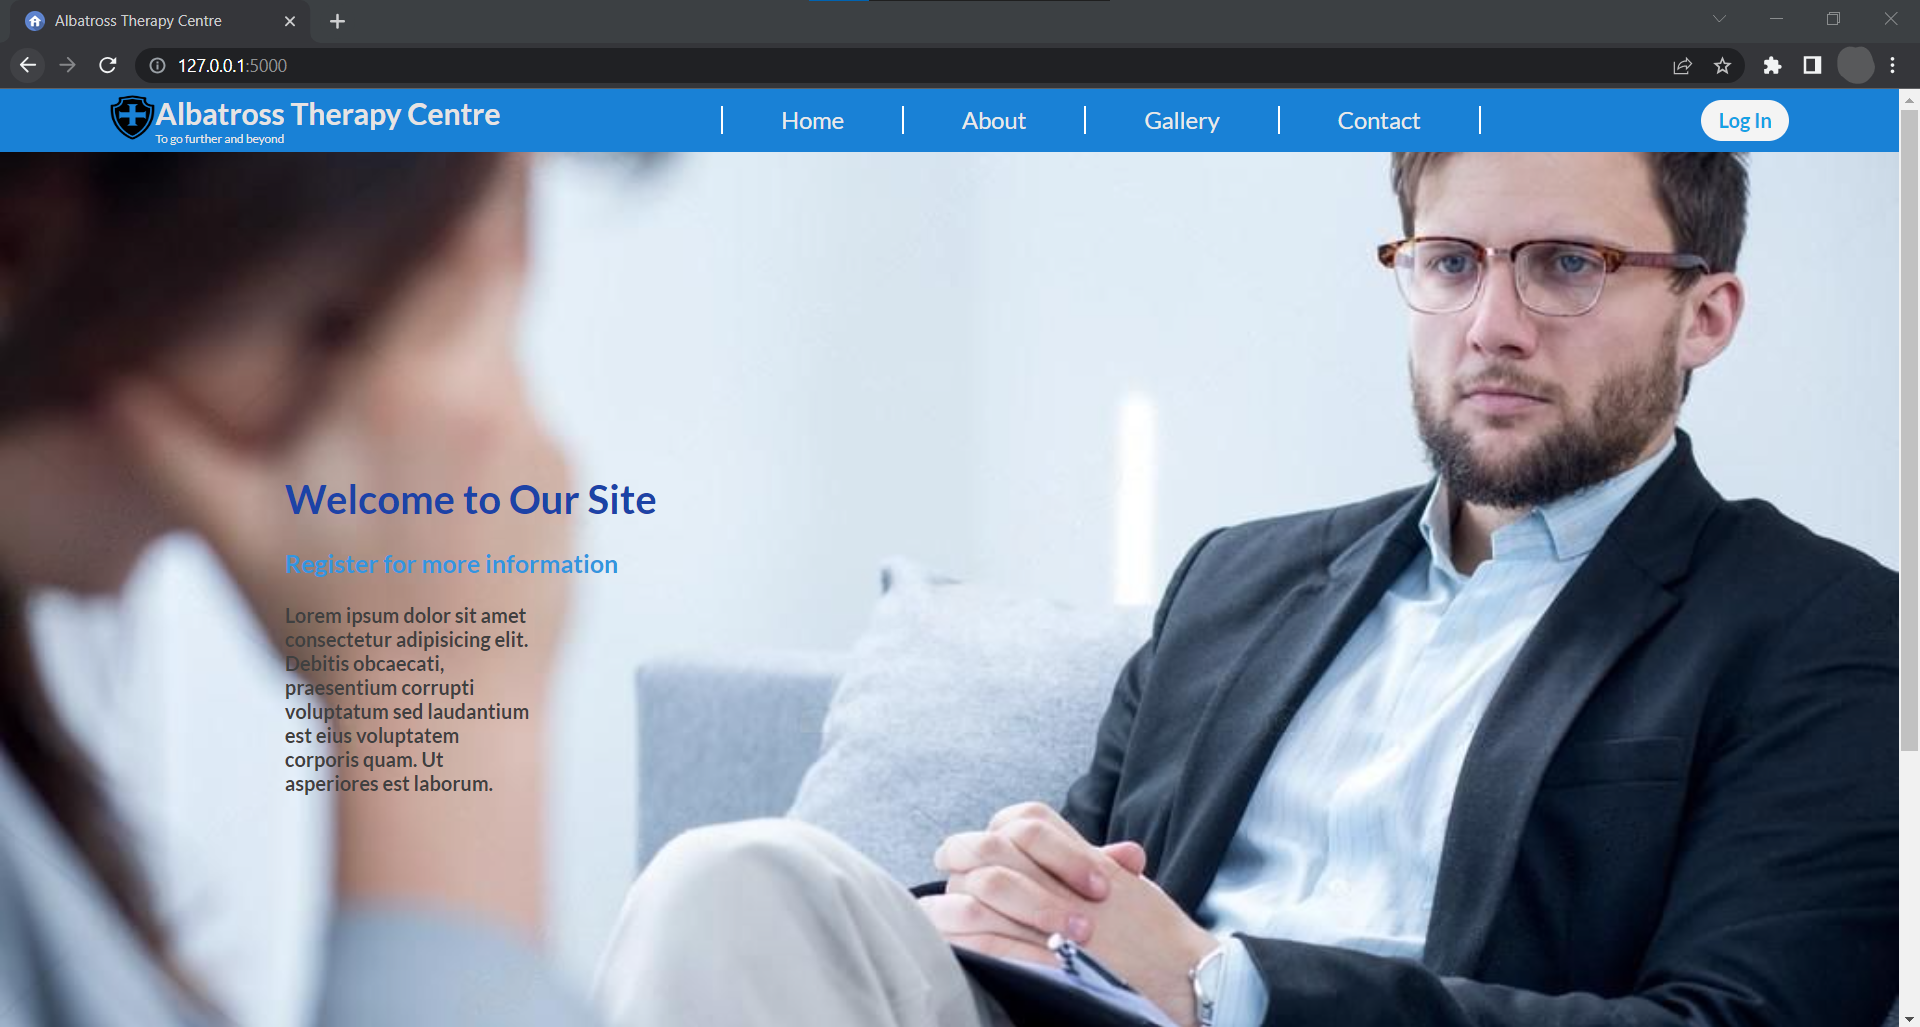 Albatross Therapy Centre
127.0.0.1:5000
Albatross Therapy Centre
To go further and beyond
Home
About
Gallery
Contact
Log In
Welcome to Our Site
Register for more information
Lorem ipsum dolor sit amet
consectetur adipisicing elit.
Debitis obcaecati,
praesentium corrupti
voluptatum sed laudantium
est eius voluptatem
corporis quam. Ut
asperiores est laborum.